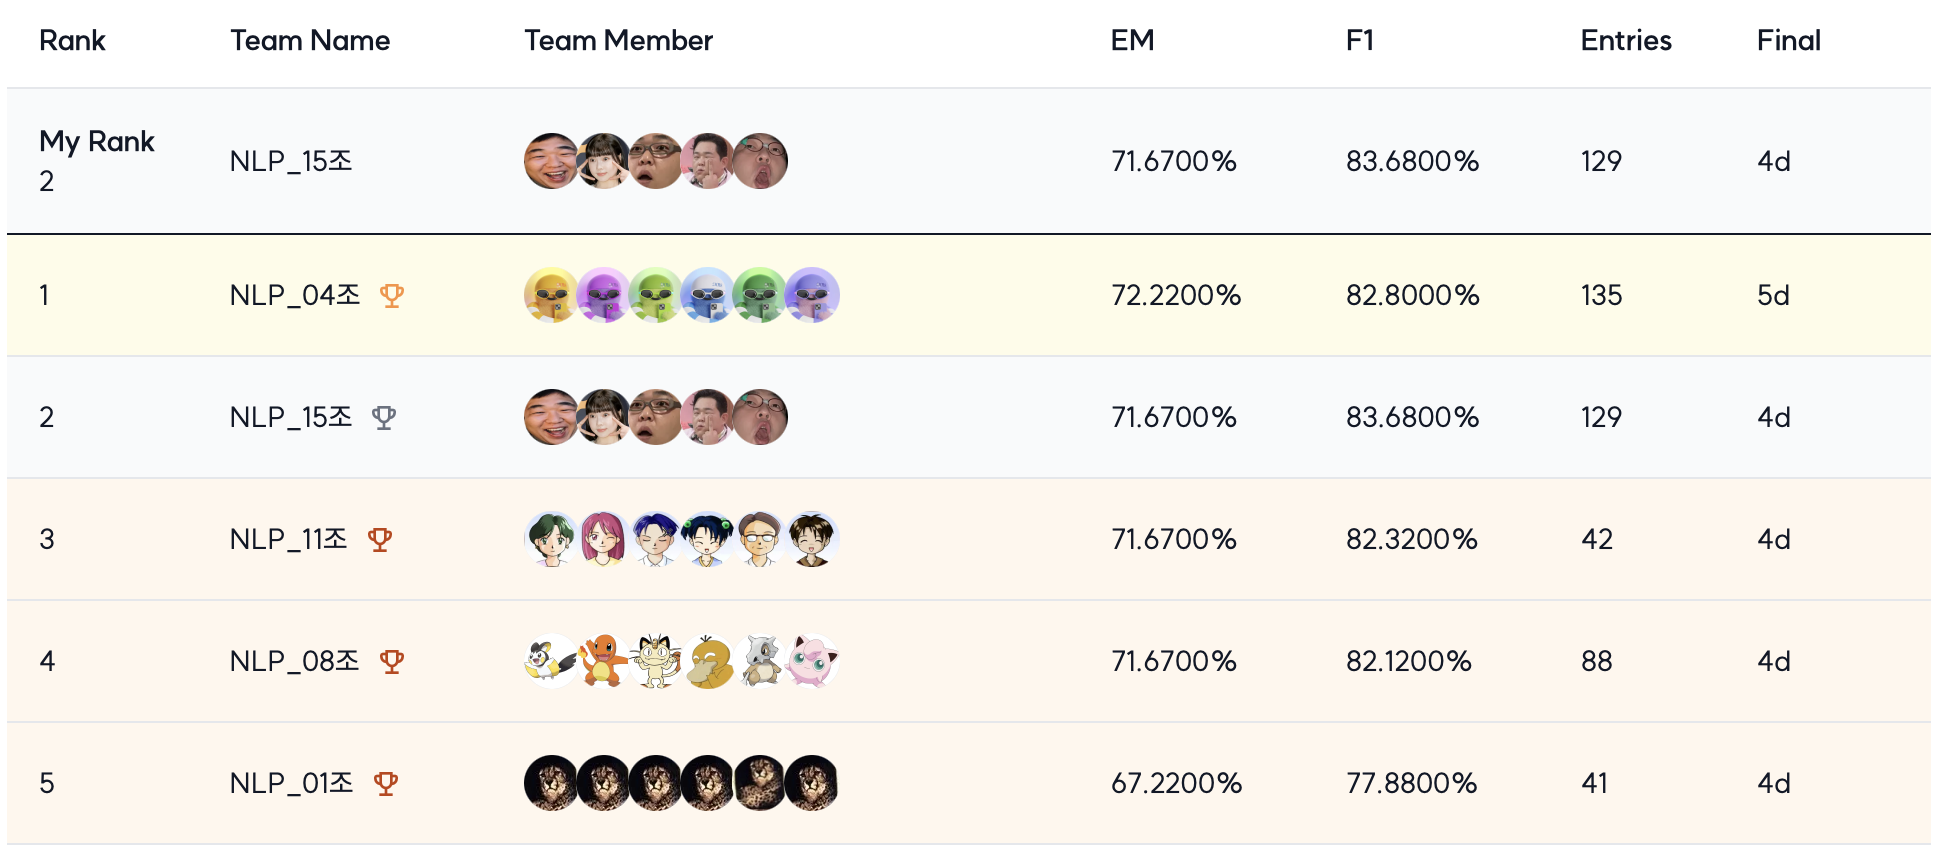 Rank Team Name Team Member EM F1 Entries Final
My Rank
2 NLP_15조 71.6700% 83.6800% 129 4d
1 NLP_04조 72.2200% 82.8000% 135 5d
2 NLP_15조 71.6700% 83.6800% 129 4d
3 NLP_11조 71.6700% 82.3200% 42 4d
4 NLP_08조 71.6700% 82.1200% 88 4d
5 NLP_01조 67.2200% 77.8800% 41 4d